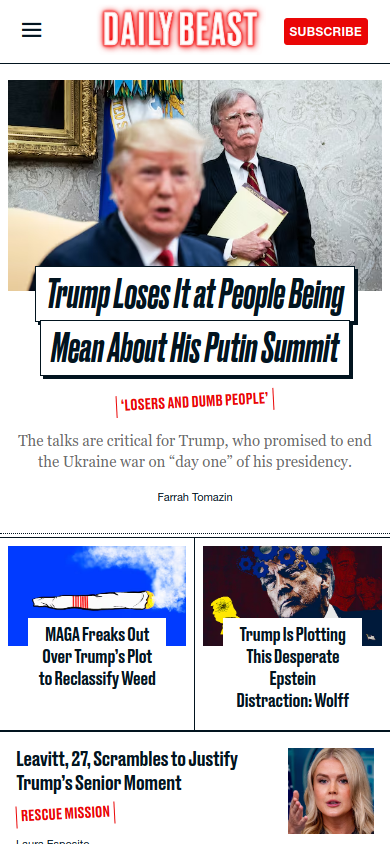 DAILY BEAST
SUBSCRIBE
Trump Loses It at People Being
Mean About His Putin Summit
‘LOSERS AND DUMB PEOPLE’
The talks are critical for Trump, who promised to end
the Ukraine war on “day one” of his presidency.
Farrah Tomazin
MAGA Freaks Out
Over Trump’s Plot
to Reclassify Weed
Trump Is Plotting
This Desperate
Epstein
Distraction: Wolff
Leavitt, 27, Scrambles to Justify
Trump’s Senior Moment
RESCUE MISSION
Laura Esposito